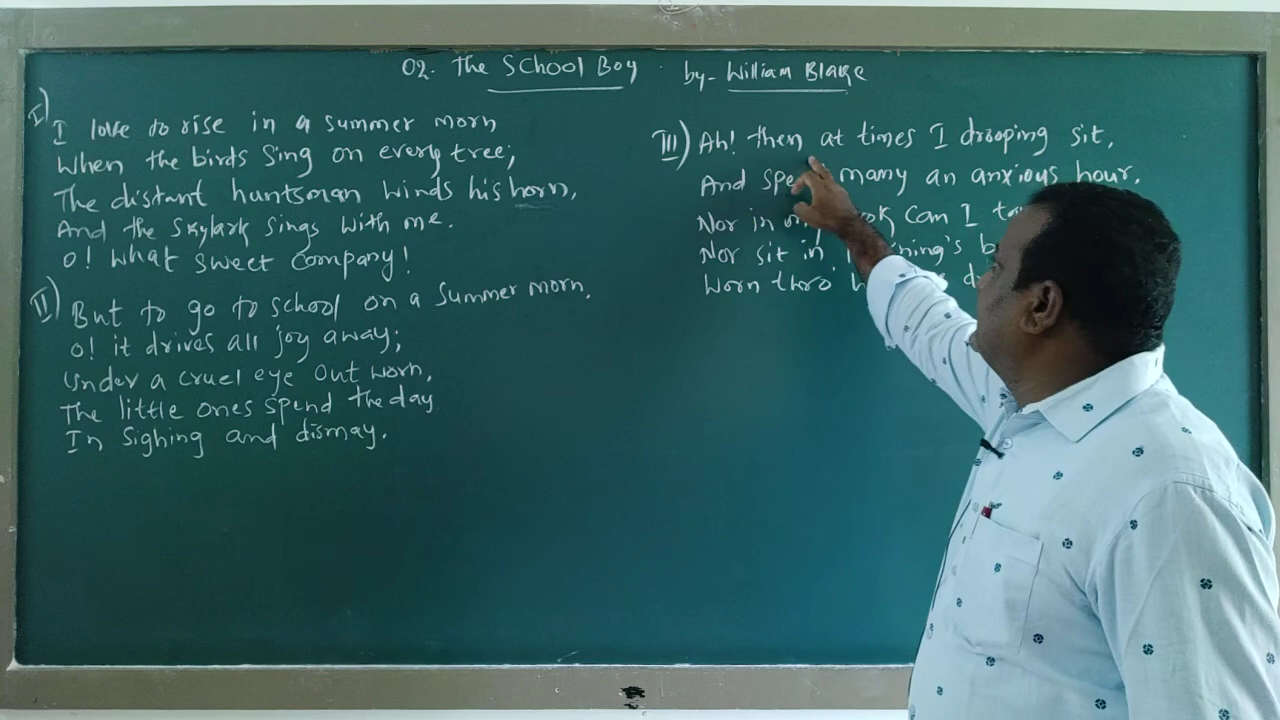 02. The School Boy by- William Blake
I)
I love to rise in a summer morn
When the birds sing on every tree;
The distant huntsman winds his horn,
And the skylark sings with me.
O! What sweet company!
II)
But to go to school on a summer morn,
O! it drives all joy away;
Under a cruel eye out worn,
The little ones spend the day
In sighing and dismay.
III)
Ah! then at times I drooping sit,
And many an anxious hour,
Nor in can I
Nor sit in
Worn thro'